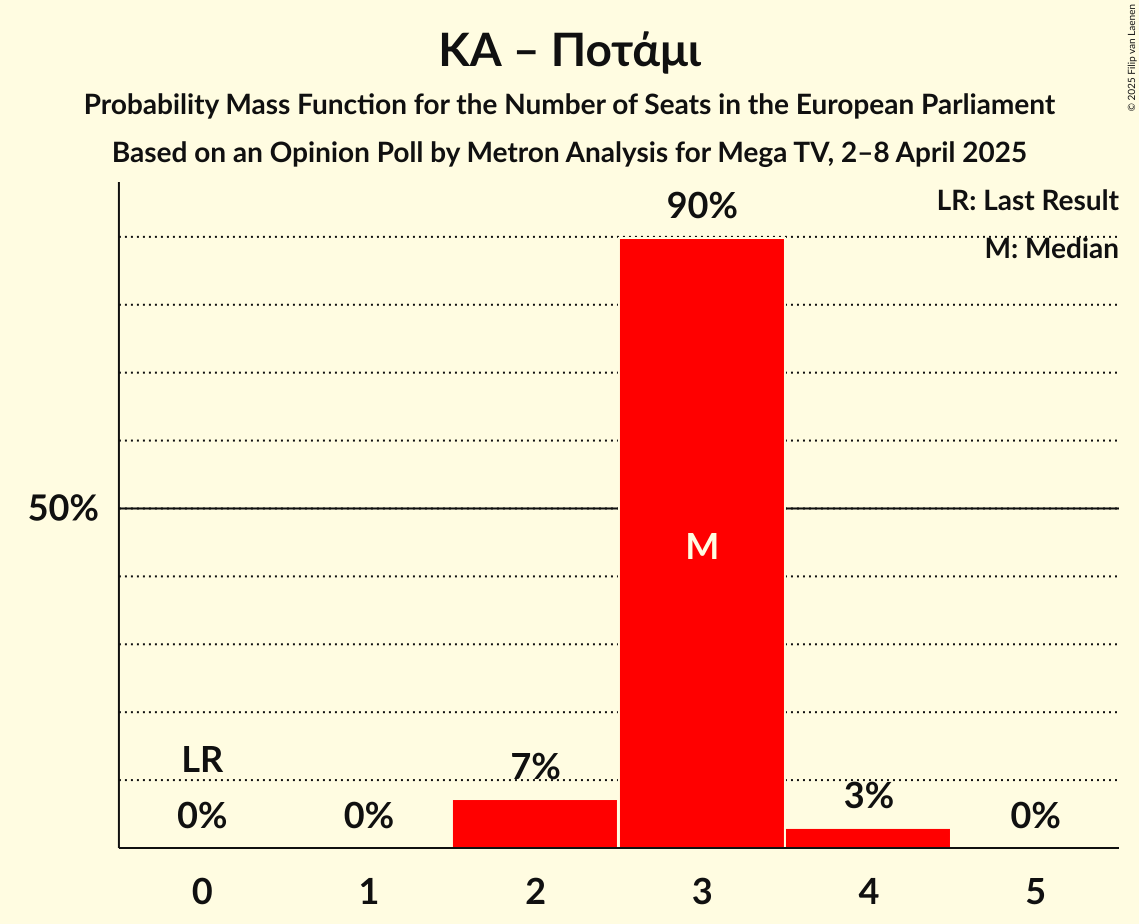 ΚΑ – Ποτάμι
Probability Mass Function for the Number of Seats in the European Parliament
Based on an Opinion Poll by Metron Analysis for Mega TV, 2–8 April 2025
© 2025 Filip van Laenen
LR: Last Result
M: Median
90%
50%
M
LR
7%
3%
0%
0%
0%
0
1
2
3
4
5